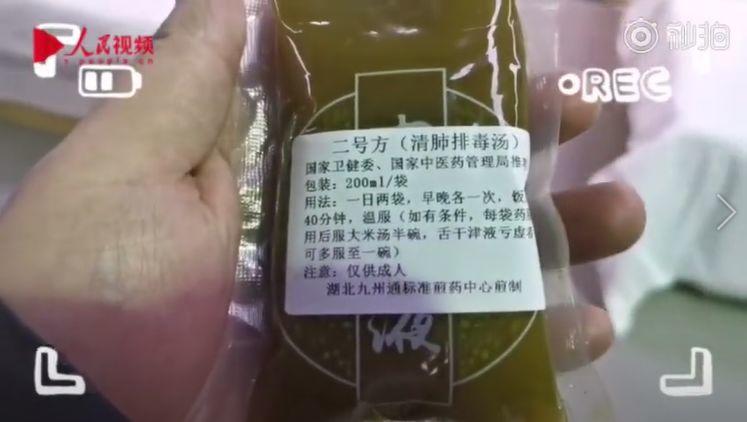 人民视频
people.cn
秒拍
REC
二号方（清肺排毒汤）
国家卫健委、国家中医药管理局推
包装：200ml/袋
用法：一日两袋，早晚各一次，饭
40分钟，温服（如有条件，每袋药
用后服大米汤半碗，舌干津液亏虚
可多服至一碗）
注意：仅供成人
湖北九州通标准煎药中心煎制
液